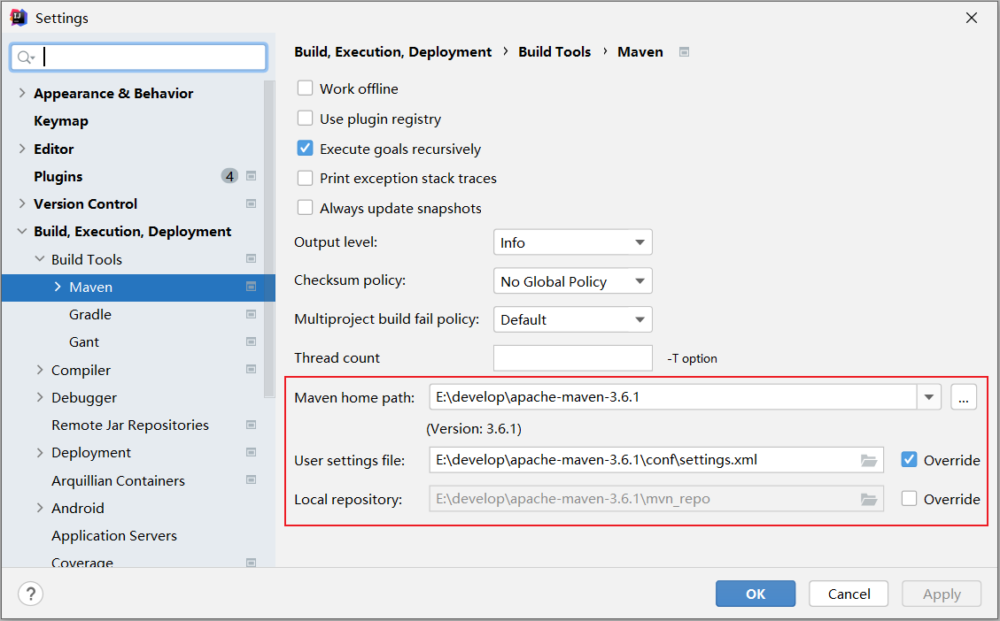 Settings
Build, Execution, Deployment › Build Tools › Maven
Appearance & Behavior
Keymap
Editor
Plugins 4
Version Control
Build, Execution, Deployment
Build Tools
Maven
Gradle
Gant
Compiler
Debugger
Remote Jar Repositories
Deployment
Arquillian Containers
Android
Application Servers
Coverage
Work offline
Use plugin registry
Execute goals recursively
Print exception stack traces
Always update snapshots
Output level: Info
Checksum policy: No Global Policy
Multiproject build fail policy: Default
Thread count -T option
Maven home path: E:\develop\apache-maven-3.6.1 ...
(Version: 3.6.1)
User settings file: E:\develop\apache-maven-3.6.1\conf\settings.xml Override
Local repository: E:\develop\apache-maven-3.6.1\mvn_repo Override
? OK Cancel Apply